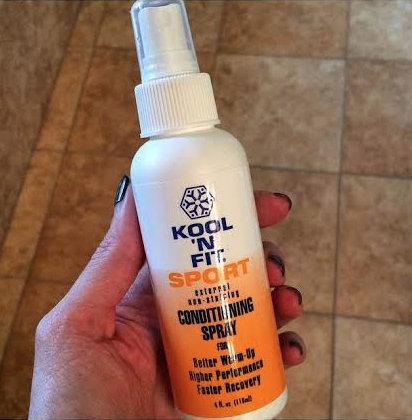 KOOL
'N
FIT
SPORT
external
non-staining
CONDITIONING
SPRAY
FOR
Better Warm-Up
Higher Performance
Faster Recovery
4 fl. oz (118ml)